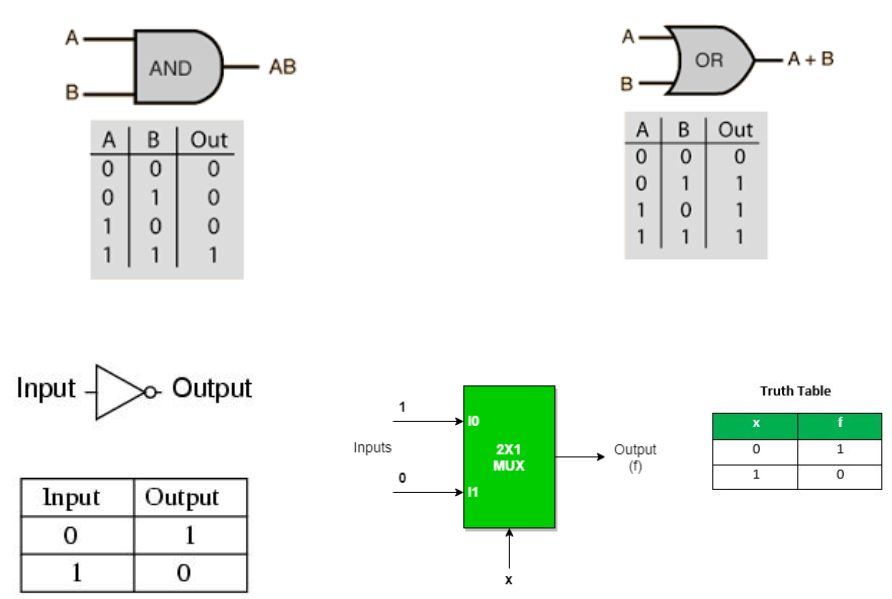 A
AND
AB
B
A B Out
0 0 0
0 1 0
1 0 0
1 1 1
A
OR
A + B
B
A B Out
0 0 0
0 1 1
1 0 1
1 1 1
Input
Output
Input Output
0 1
1 0
1
I0
Inputs
2X1
MUX
Output
(f)
0
I1
x
Truth Table
x f
0 1
1 0